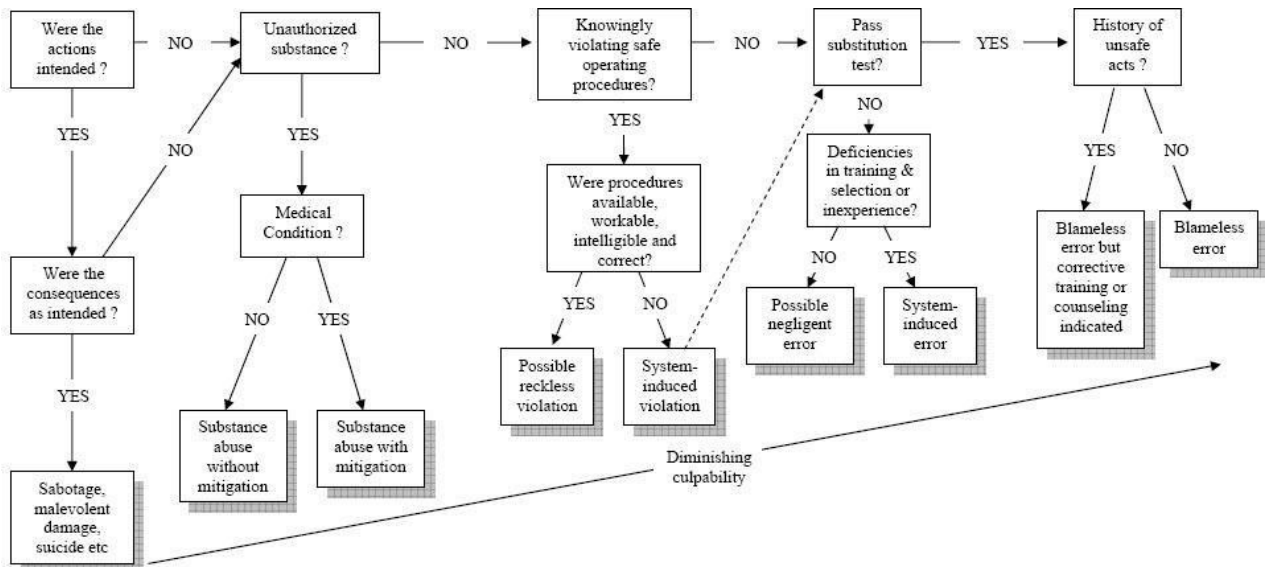 Were the
actions
intended ?
NO
Unauthorized
substance ?
NO
Knowingly
violating safe
operating
procedures?
NO
Pass
substitution
test?
YES
History of
unsafe
acts ?
YES
NO
YES
YES
NO
YES
NO
Were the
consequences
as intended ?
Medical
Condition ?
Were procedures
available,
workable,
intelligible and
correct?
Deficiencies
in training &
selection or
inexperience?
Blameless
error but
corrective
training or
counseling
indicated
Blameless
error
YES
NO
YES
YES
NO
NO
YES
Sabotage,
malevolent
damage,
suicide etc
Substance
abuse
without
mitigation
Substance
abuse with
mitigation
Possible
reckless
violation
System-
induced
violation
Possible
negligent
error
System-
induced
error
Diminishing
culpability